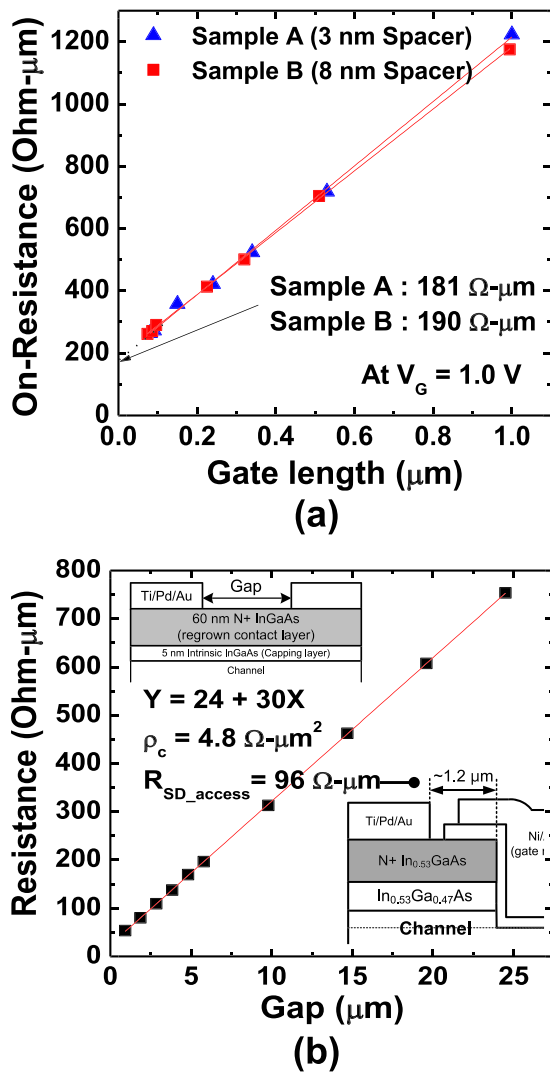 On-Resistance (Ohm-μm)
1200
1000
800
600
400
200
0
Sample A (3 nm Spacer)
Sample B (8 nm Spacer)
Sample A : 181 Ω-μm
Sample B : 190 Ω-μm
At V_G = 1.0 V
0.0 0.2 0.4 0.6 0.8 1.0
Gate length (μm)
(a)
Resistance (Ohm-μm)
800
700
600
500
400
300
200
100
0
Ti/Pd/Au
Gap
60 nm N+ InGaAs
(regrown contact layer)
5 nm Intrinsic InGaAs (Capping layer)
Channel
Y = 24 + 30X
ρ_c = 4.8 Ω-μm²
R_SD_access = 96 Ω-μm
~1.2 μm
Ti/Pd/Au
Ni/
(gate
N+ In₀.₅₃GaAs
In₀.₅₃Ga₀.₄₇As
Channel
0 5 10 15 20 25
Gap (μm)
(b)